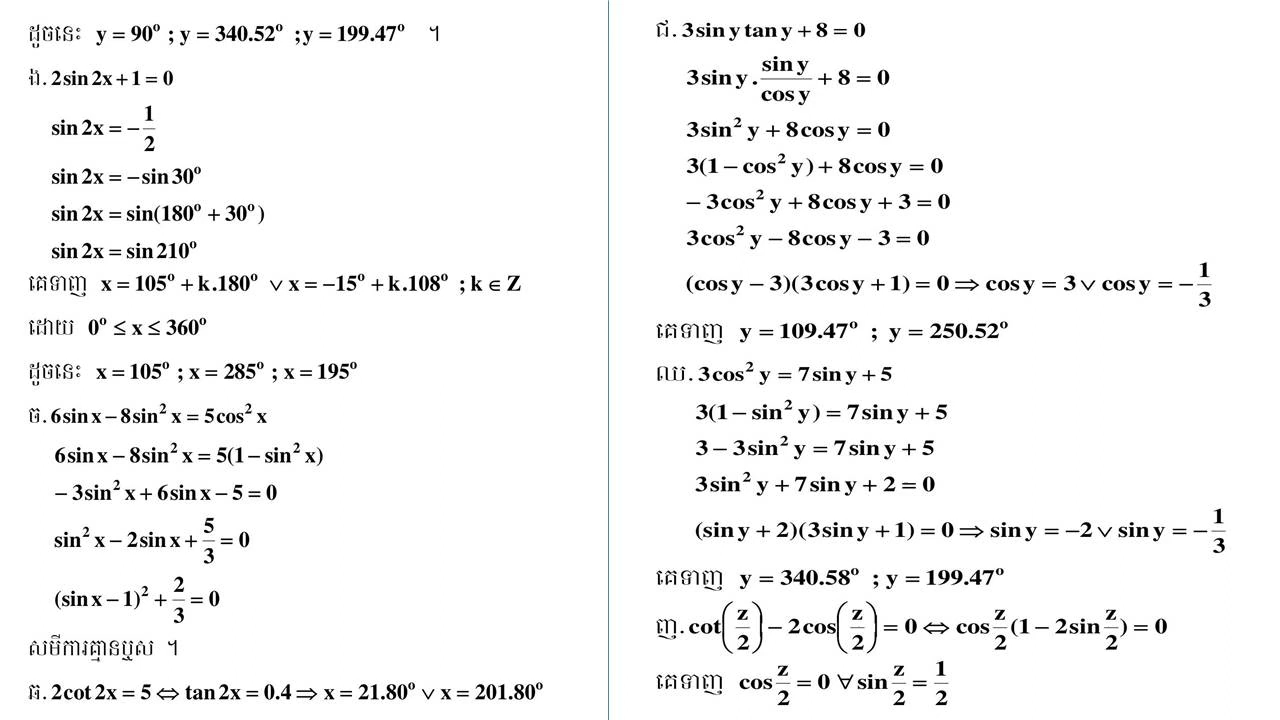 ដូចនេះ y = 90° ; y = 340.52° ; y = 199.47° ។
ង. 2sin 2x + 1 = 0
sin 2x = −1/2
sin 2x = −sin 30°
sin 2x = sin(180° + 30°)
sin 2x = sin 210°
គេទាញ x = 105° + k.180° ∨ x = −15° + k.108° ; k ∈ Z
ដោយ 0° ≤ x ≤ 360°
ដូចនេះ x = 105° ; x = 285° ; x = 195°
ច. 6sin x − 8sin² x = 5cos² x
6sin x − 8sin² x = 5(1 − sin² x)
− 3sin² x + 6sin x − 5 = 0
sin² x − 2sin x + 5/3 = 0
(sin x − 1)² + 2/3 = 0
សមីការគ្មានឫស ។
ឆ. 2cot 2x = 5 ⇔ tan 2x = 0.4 ⇒ x = 21.80° ∨ x = 201.80°
ជ. 3sin y tan y + 8 = 0
3sin y . sin y/cos y + 8 = 0
3sin² y + 8cos y = 0
3(1 − cos² y) + 8cos y = 0
− 3cos² y + 8cos y + 3 = 0
3cos² y − 8cos y − 3 = 0
(cos y − 3)(3cos y + 1) = 0 ⇒ cos y = 3 ∨ cos y = −1/3
គេទាញ y = 109.47° ; y = 250.52°
ឈ. 3cos² y = 7sin y + 5
3(1 − sin² y) = 7sin y + 5
3 − 3sin² y = 7sin y + 5
3sin² y + 7sin y + 2 = 0
(sin y + 2)(3sin y + 1) = 0 ⇒ sin y = −2 ∨ sin y = −1/3
គេទាញ y = 340.58° ; y = 199.47°
ញ. cot(z/2) − 2cos(z/2) = 0 ⇔ cos z/2 (1 − 2sin z/2) = 0
គេទាញ cos z/2 = 0 ∀ sin z/2 = 1/2